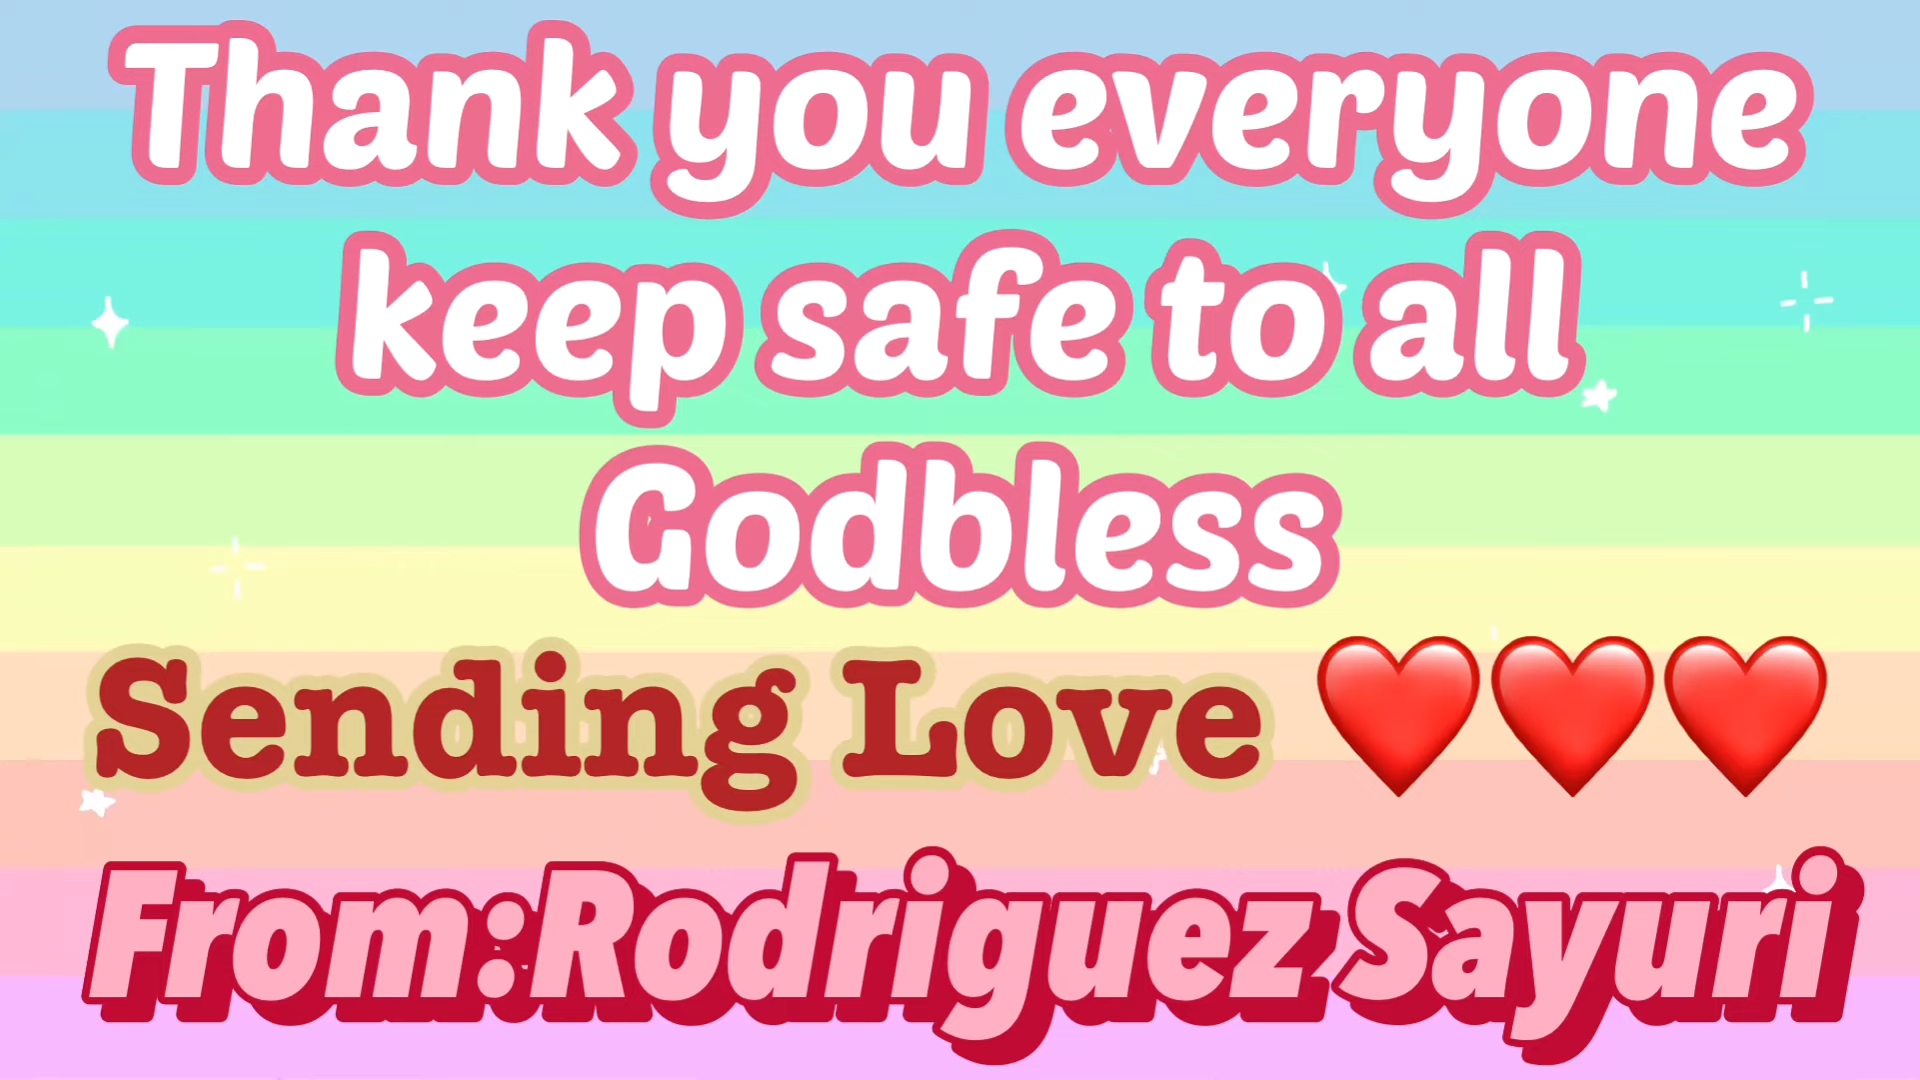 Thank you everyone
keep safe to all
Godbless
Sending Love ❤️❤️❤️
From:Rodriguez Sayuri